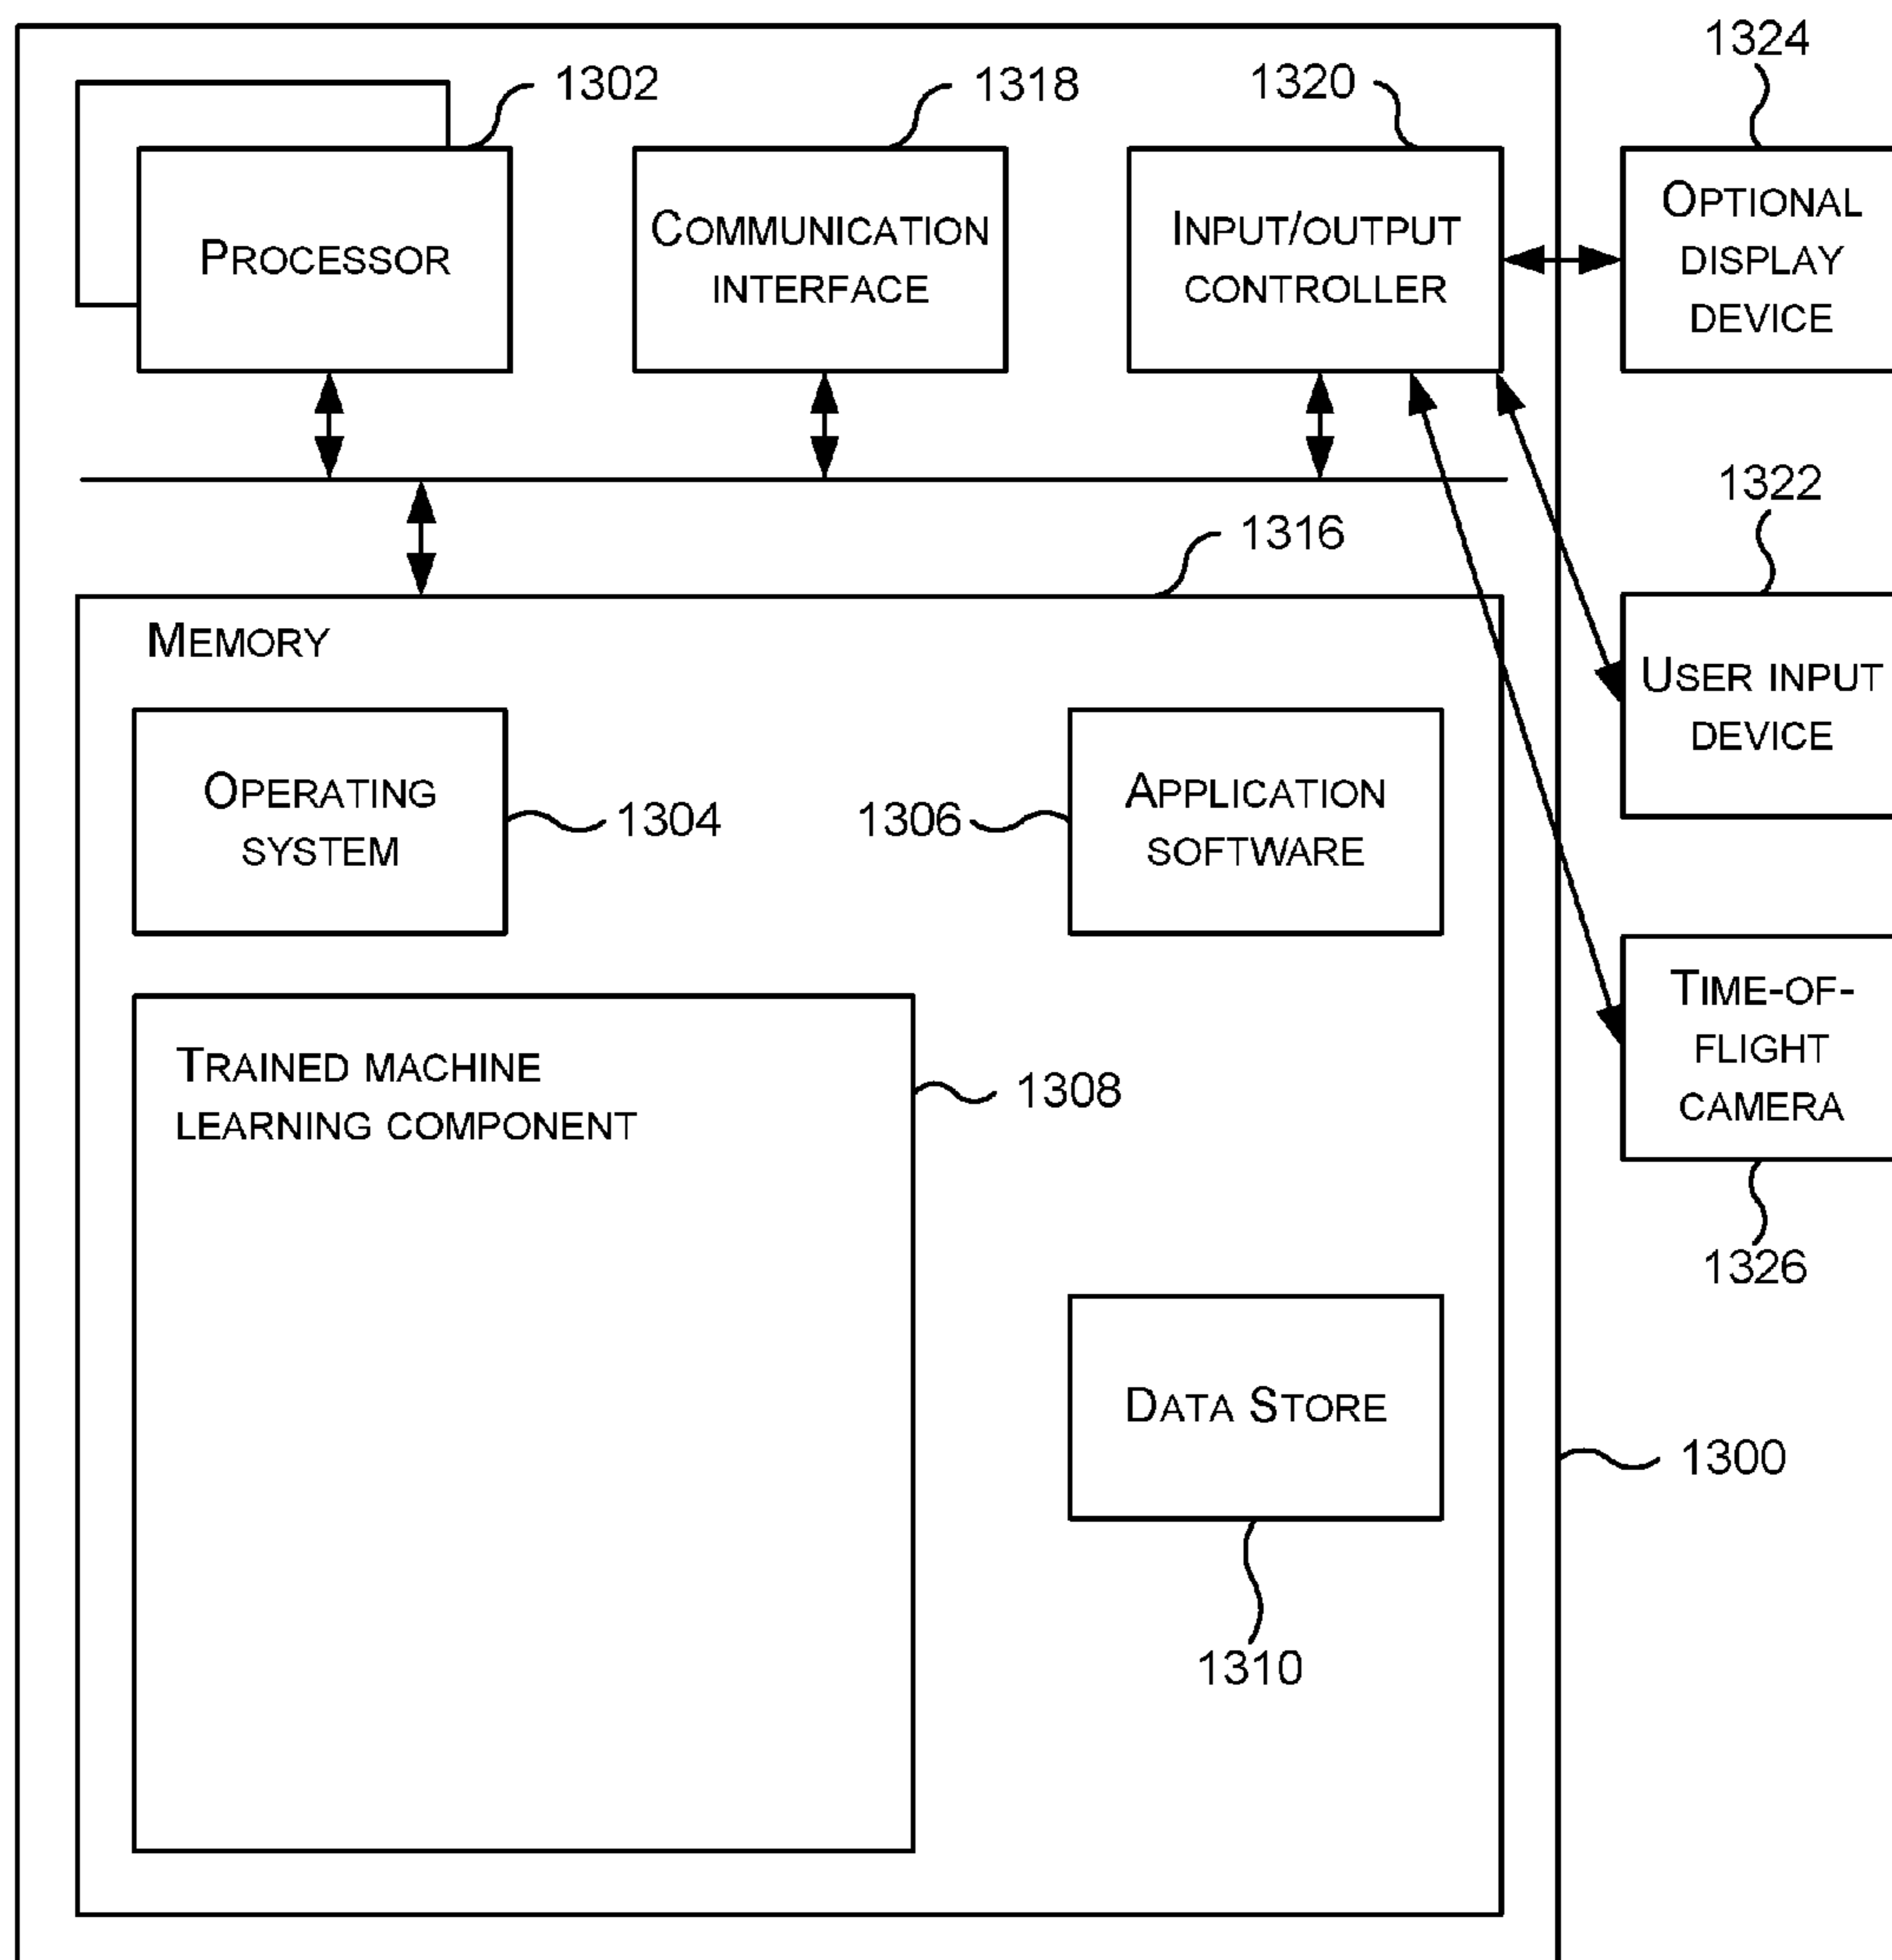 1324
1302
1318
1320
PROCESSOR
COMMUNICATION
INTERFACE
INPUT/OUTPUT
CONTROLLER
OPTIONAL
DISPLAY
DEVICE
1322
1316
MEMORY
USER INPUT
DEVICE
OPERATING
SYSTEM
1304
1306
APPLICATION
SOFTWARE
TIME-OF-
FLIGHT
CAMERA
1326
TRAINED MACHINE
LEARNING COMPONENT
1308
DATA STORE
1310
1300